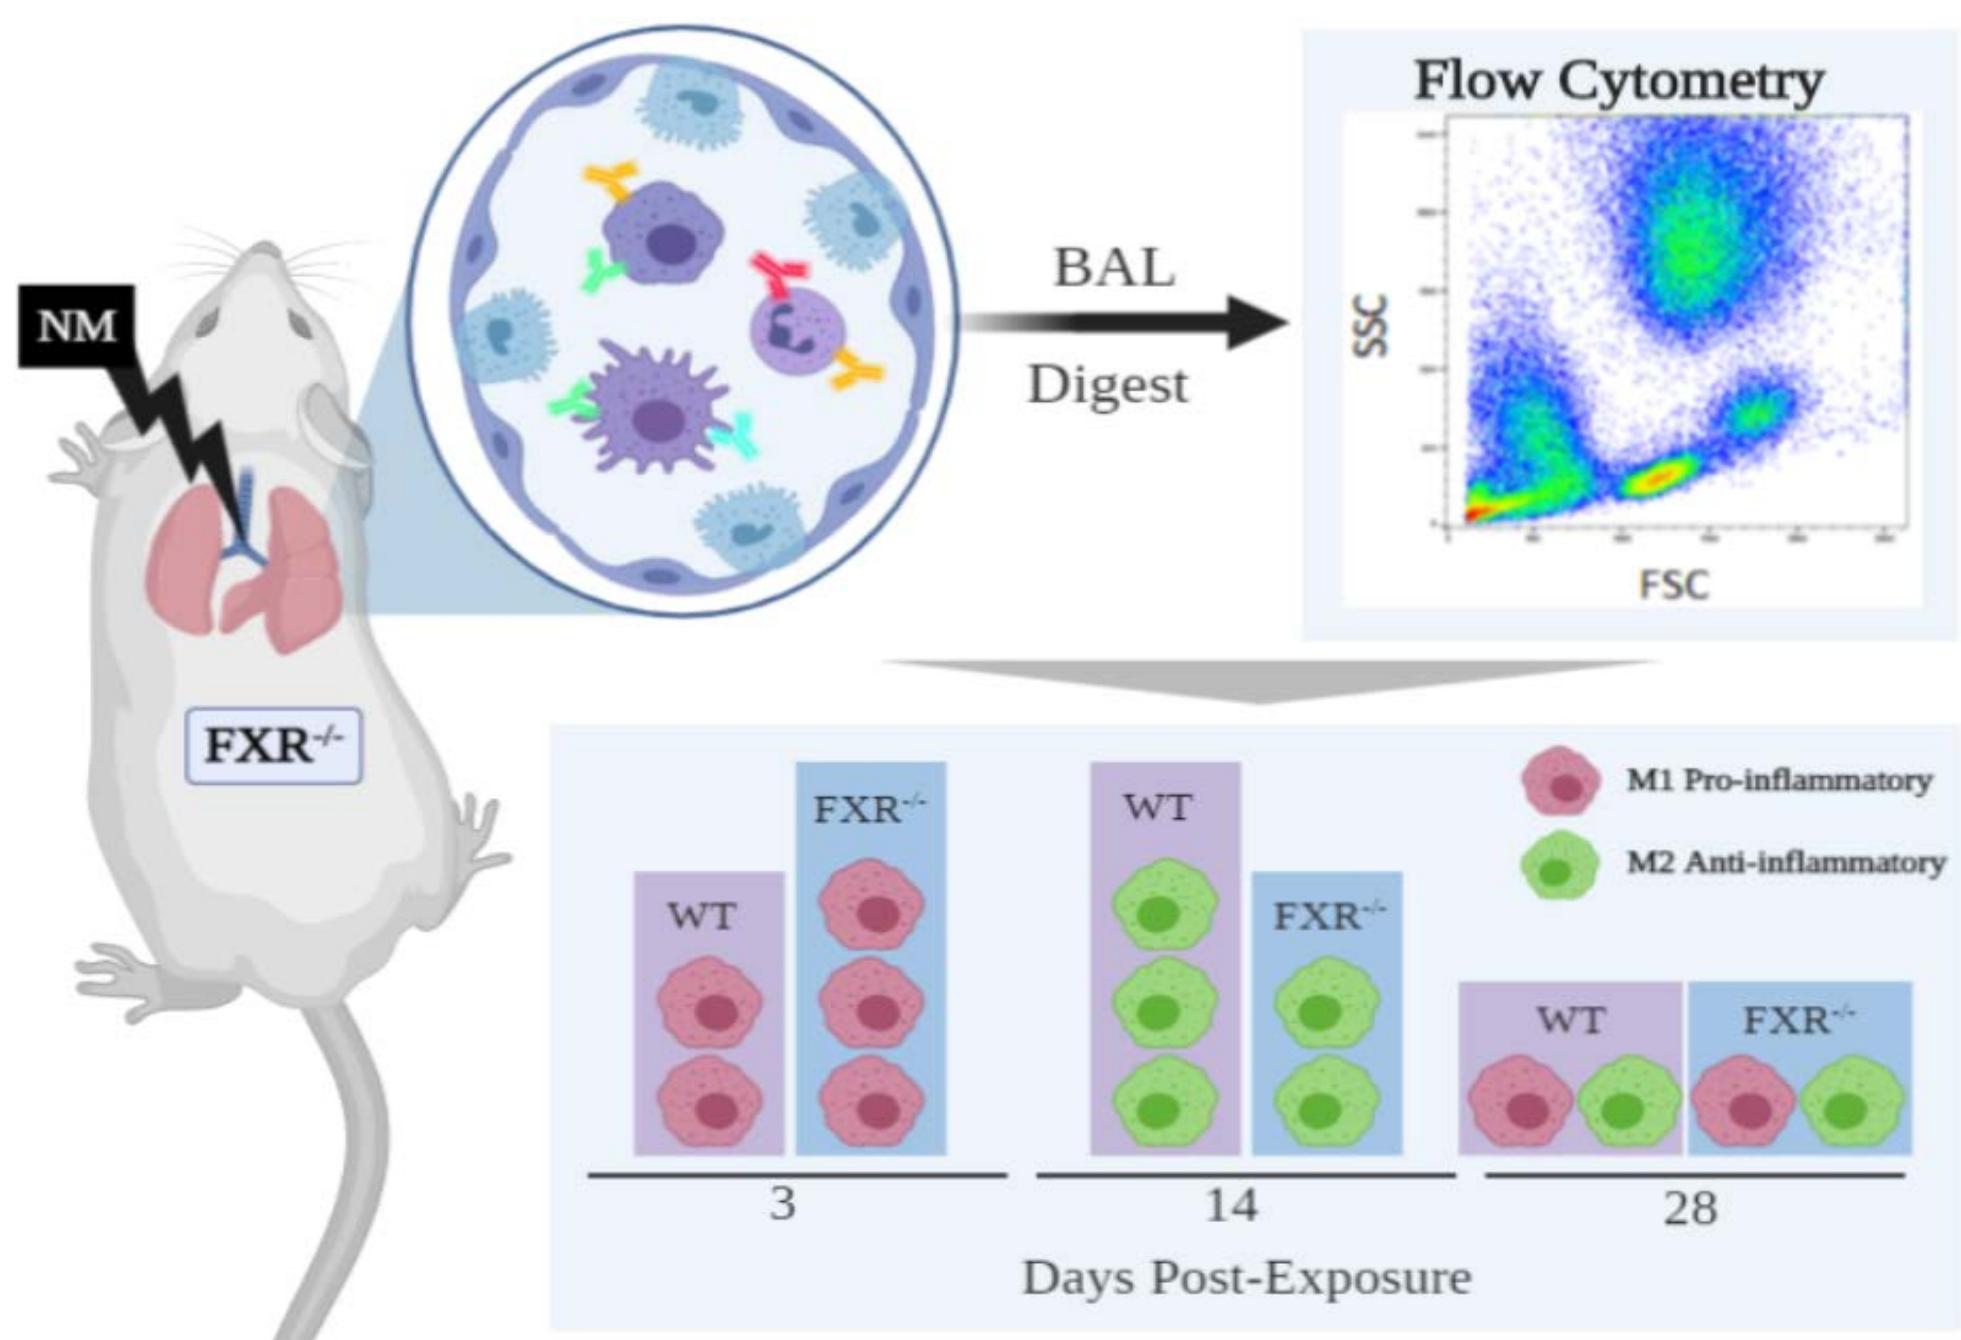 NM
FXR-/-
BAL
Digest
Flow Cytometry
SSC
FSC
WT
FXR-/-
WT
FXR-/-
WT
FXR-/-
M1 Pro-inflammatory
M2 Anti-inflammatory
3
14
28
Days Post-Exposure